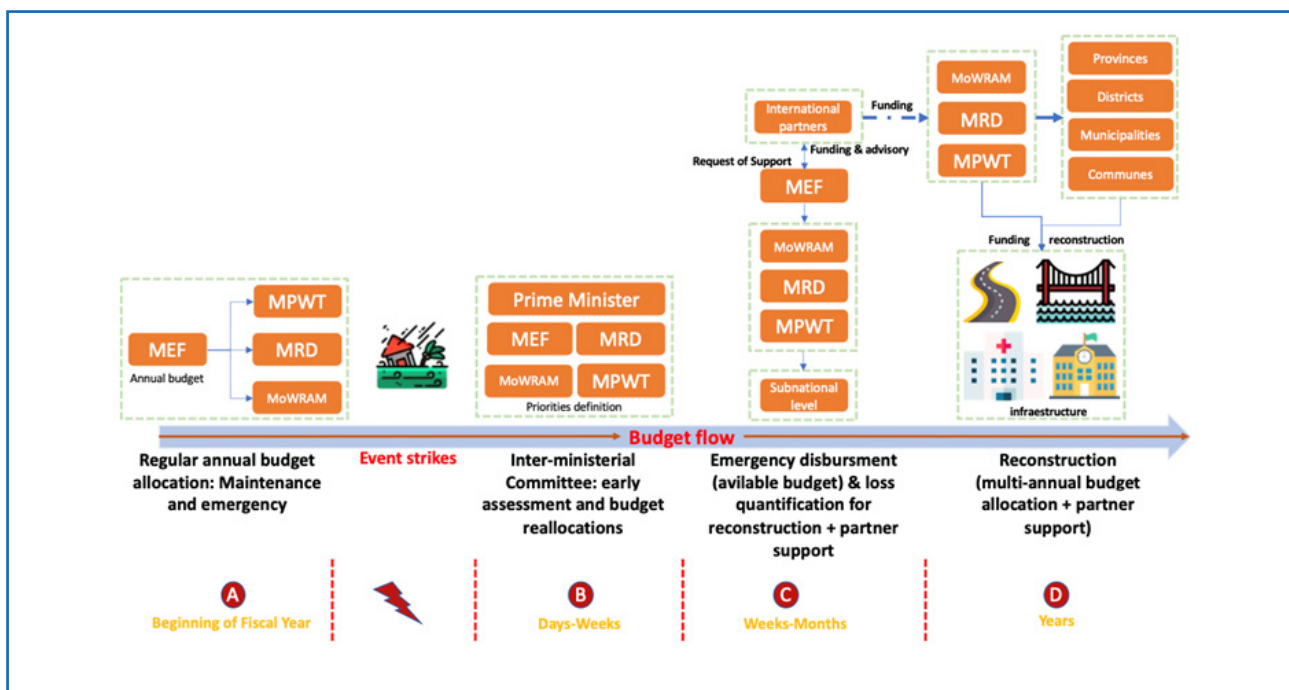 MEF
Annual budget
MPWT
MRD
MoWRAM
Prime Minister
MEF
MRD
MoWRAM
MPWT
Priorities definition
International
partners
Request of Support
Funding & advisory
MEF
MoWRAM
MRD
MPWT
Subnational
level
Funding
MoWRAM
MRD
MPWT
Provinces
Districts
Municipalities
Communes
Funding
reconstruction
infraestructure
Budget flow
Regular annual budget
allocation: Maintenance
and emergency
Event strikes
Inter-ministerial
Committee: early
assessment and budget
reallocations
Emergency disbursment
(avilable budget) & loss
quantification for
reconstruction + partner
support
Reconstruction
(multi-annual budget
allocation + partner
support)
A
Beginning of Fiscal Year
B
Days-Weeks
C
Weeks-Months
D
Years